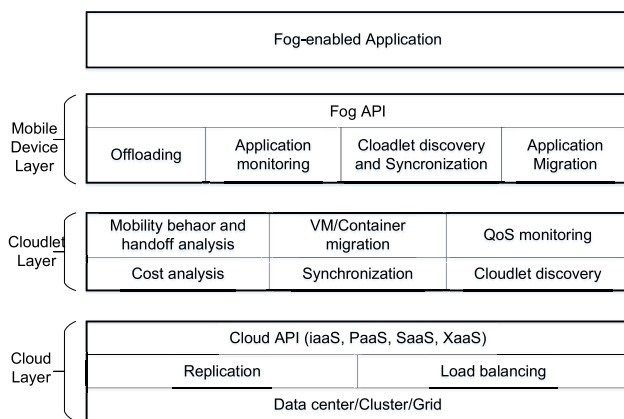 Fog-enabled Application
Mobile
Device
Layer
Fog API
Offloading
Application
monitoring
Cloadlet discovery
and Syncronization
Application
Migration
Cloudlet
Layer
Mobility behaor and
handoff analysis
VM/Container
migration
QoS monitoring
Cost analysis
Synchronization
Cloudlet discovery
Cloud
Layer
Cloud API (iaaS, PaaS, SaaS, XaaS)
Replication
Load balancing
Data center/Cluster/Grid